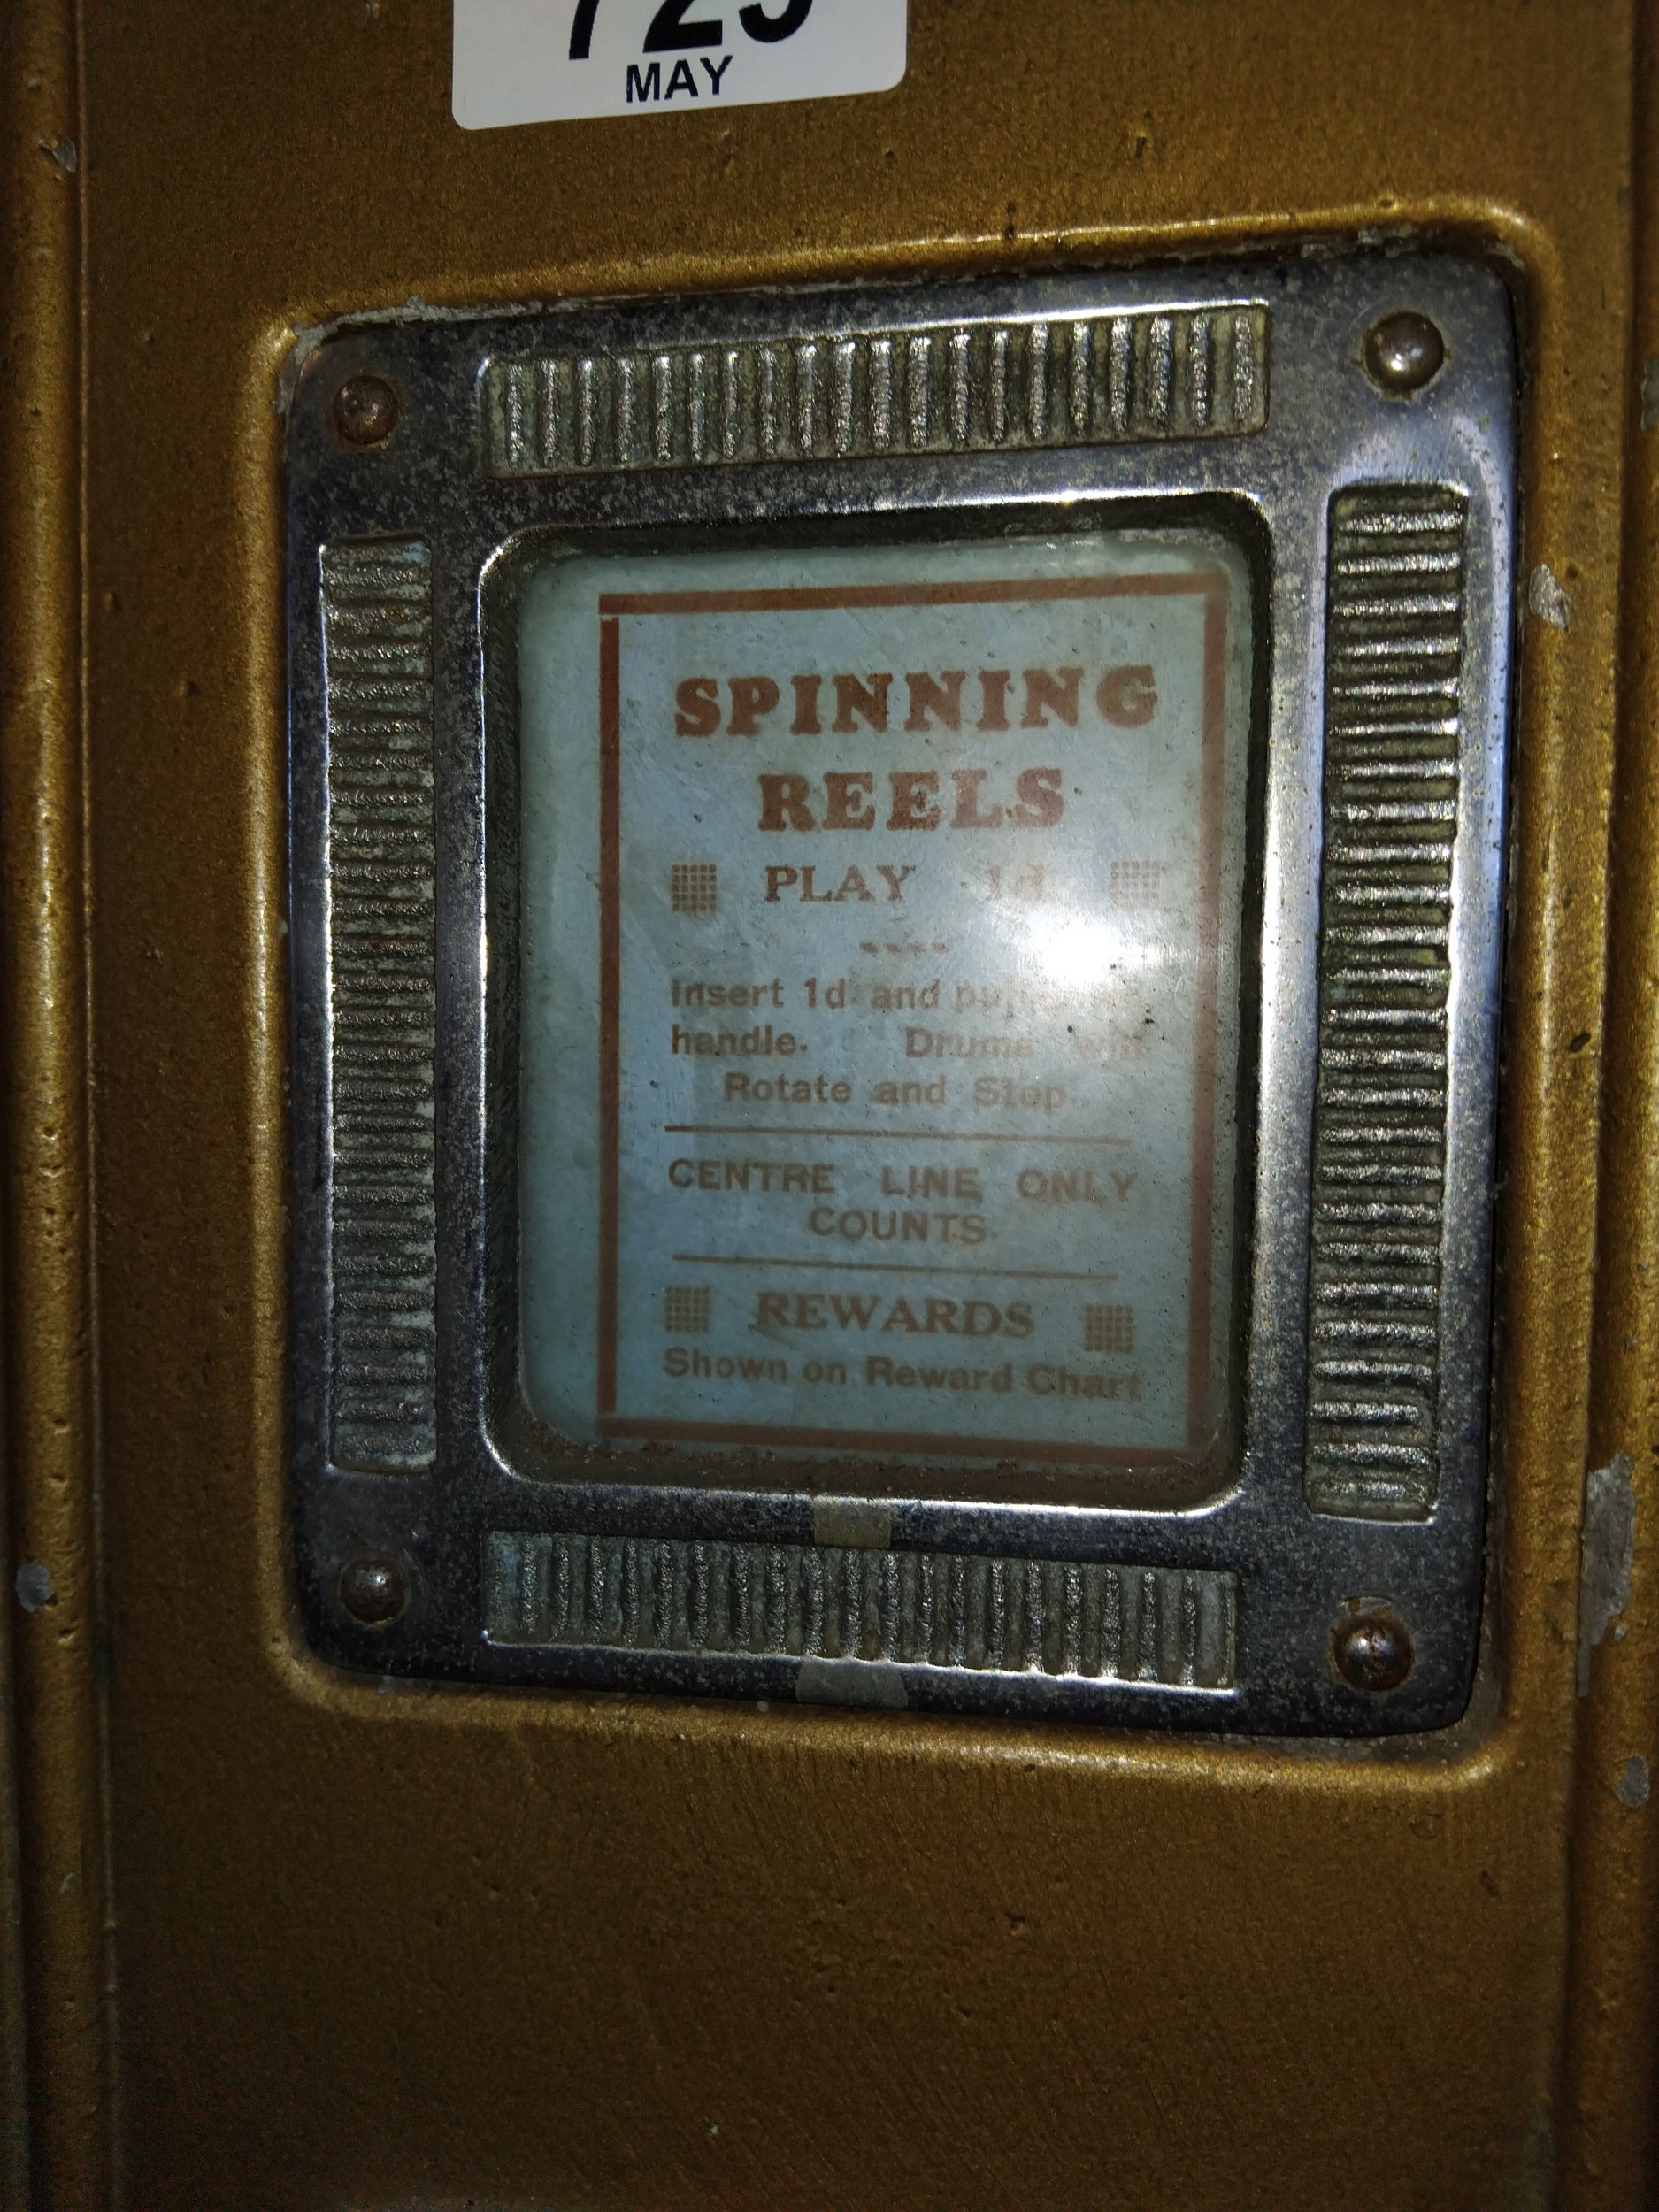 MAY
SPINNING
REELS
PLAY 1d
Insert 1d and
handle. Drums will
Rotate and Stop
CENTRE LINE ONLY
COUNTS
REWARDS
Shown on Reward Chart